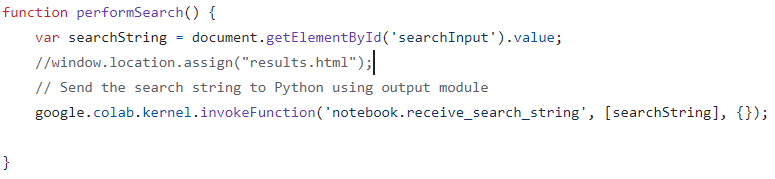 function performSearch() {
    var searchString = document.getElementById('searchInput').value;
    //window.location.assign("results.html");
    // Send the search string to Python using output module
    google.colab.kernel.invokeFunction('notebook.receive_search_string', [searchString], {});
}